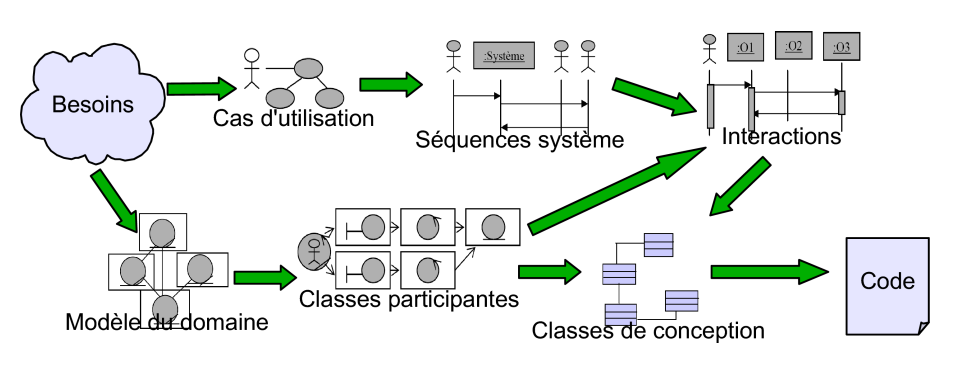 Besoins
Cas d'utilisation
:Système
Séquences système
:O1
:O2
:O3
Interactions
Modèle du domaine
Classes participantes
Classes de conception
Code